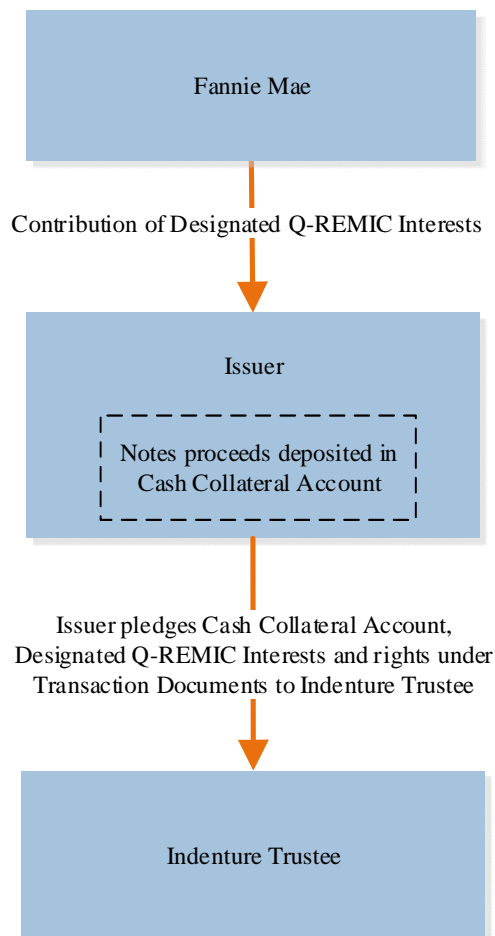 Fannie Mae
Contribution of Designated Q-REMIC Interests
Issuer
Notes proceeds deposited in
Cash Collateral Account
Issuer pledges Cash Collateral Account,
Designated Q-REMIC Interests and rights under
Transaction Documents to Indenture Trustee
Indenture Trustee